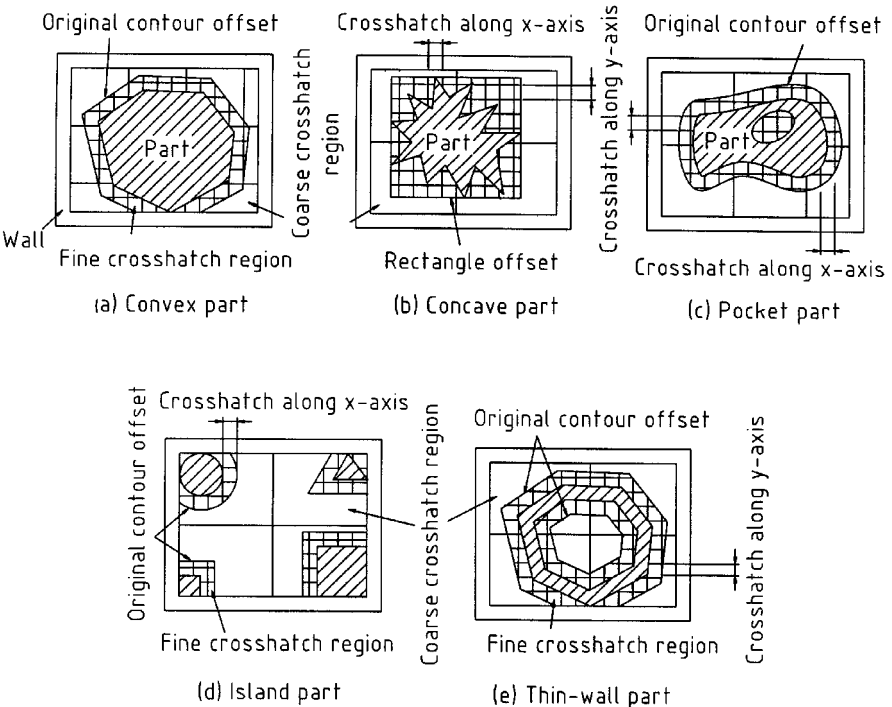 Original contour offset
Part
Wall
Fine crosshatch region
(a) Convex part
Coarse crosshatch
region
Crosshatch along x-axis
Part
Rectangle offset
(b) Concave part
Crosshatch along y-axis
Original contour offset
Part
Crosshatch along x-axis
(c) Pocket part
Crosshatch along x-axis
Original contour offset
Fine crosshatch region
(d) Island part
Coarse crosshatch region
Original contour offset
Crosshatch along y-axis
Fine crosshatch region
(e) Thin-wall part